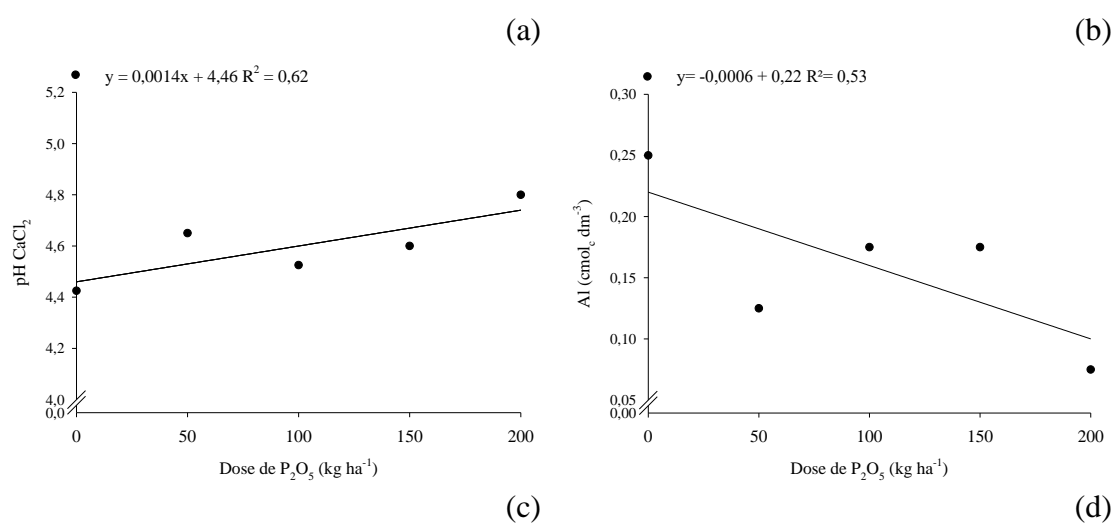 (a)
y = 0,0014x + 4,46 R² = 0,62
5,2
5,0
4,8
4,6
4,4
4,2
4,0
0,0
pH CaCl₂
0 50 100 150 200
Dose de P₂O₅ (kg ha⁻¹)
(b)
y= -0,0006 + 0,22 R²= 0,53
0,30
0,25
0,20
0,15
0,10
0,05
0,00
Al (cmol_c dm⁻³)
0 50 100 150 200
Dose de P₂O₅ (kg ha⁻¹)
(c)
(d)